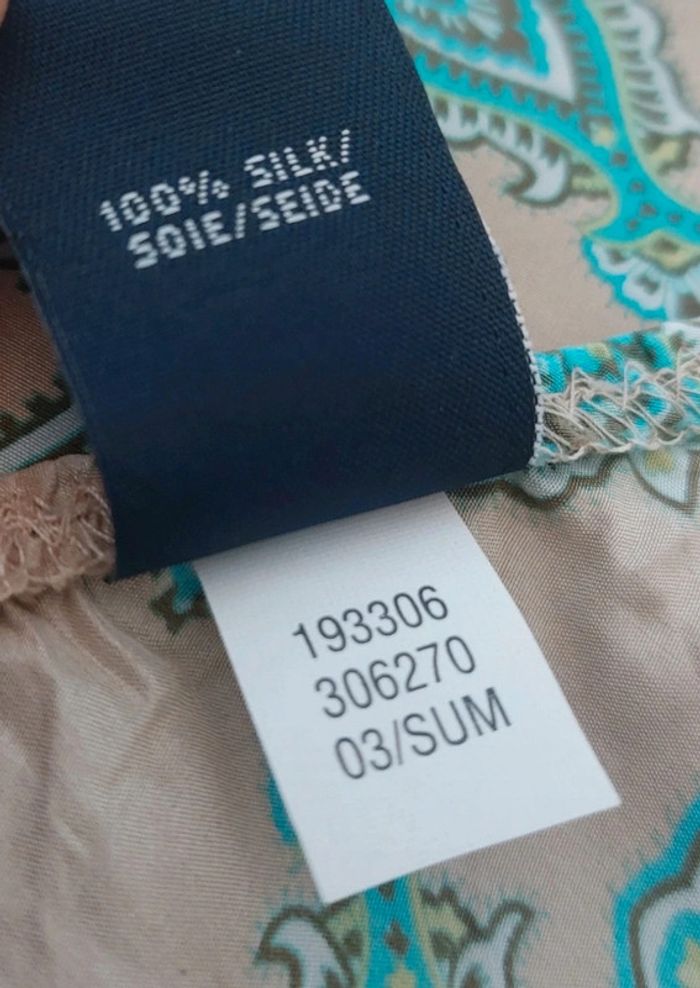 100% SILK/
SOIE/SEIDE
193306
306270
03/SUM